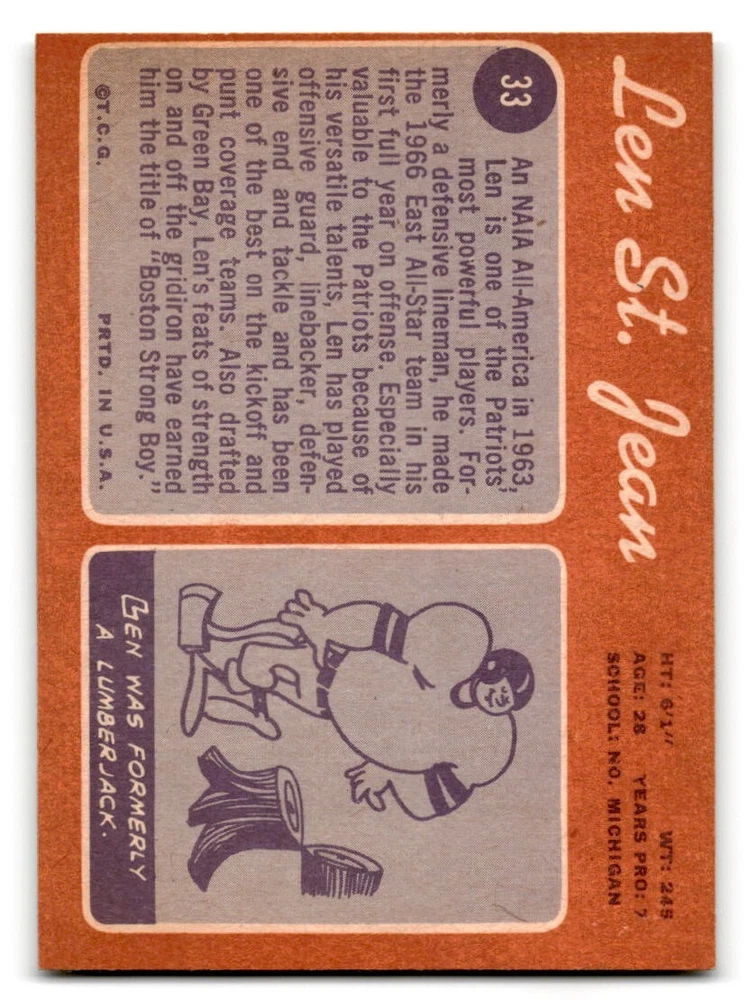 Len St. Jean
HT: 6'1" WT: 245
AGE: 28 YEARS PRO: 7
SCHOOL: NO. MICHIGAN
33
An NAIA All-America in 1963,
Len is one of the Patriots'
most powerful players. For-
merly a defensive lineman, he made
the 1966 East All-Star team in his
first full year on offense. Especially
valuable to the Patriots because of
his versatile talents, Len has played
offensive guard, linebacker, defen-
sive end and tackle and has been
one of the best on the kickoff and
punt coverage teams. Also drafted
by Green Bay, Len's feats of strength
on and off the gridiron have earned
him the title of "Boston Strong Boy."
©T.C.G. PRTD. IN U.S.A.
LEN WAS FORMERLY
A LUMBERJACK.